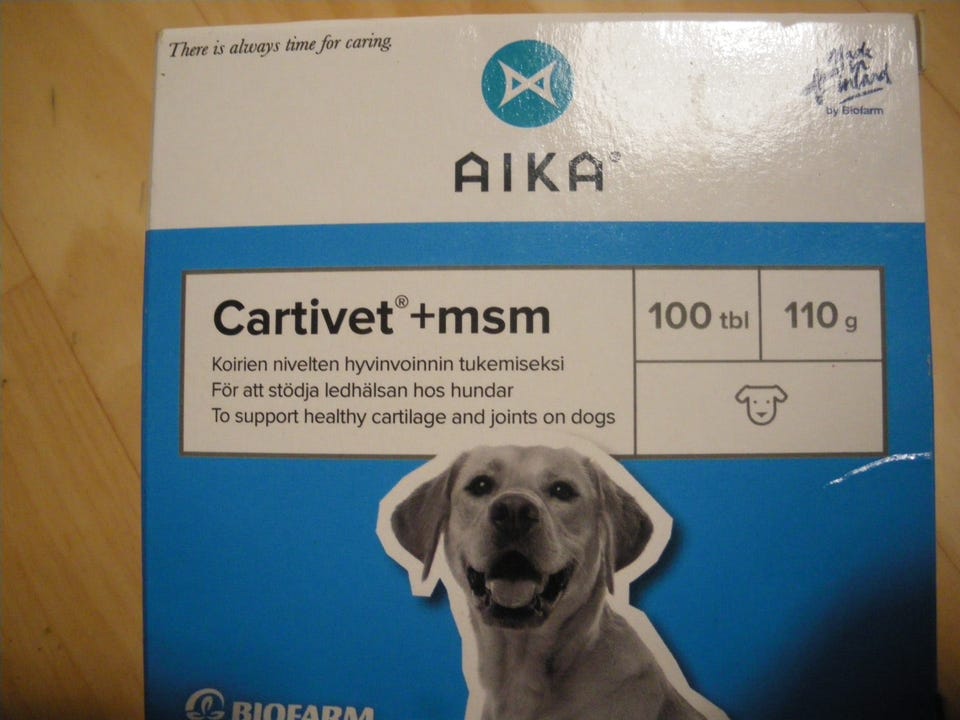 There is always time for caring.
Made
in
Finland
by Biofarm
AIKA®
Cartivet®+msm
100 tbl
110 g
Koirien nivelten hyvinvoinnin tukemiseksi
För att stödja ledhälsan hos hundar
To support healthy cartilage and joints on dogs
BIOFARM